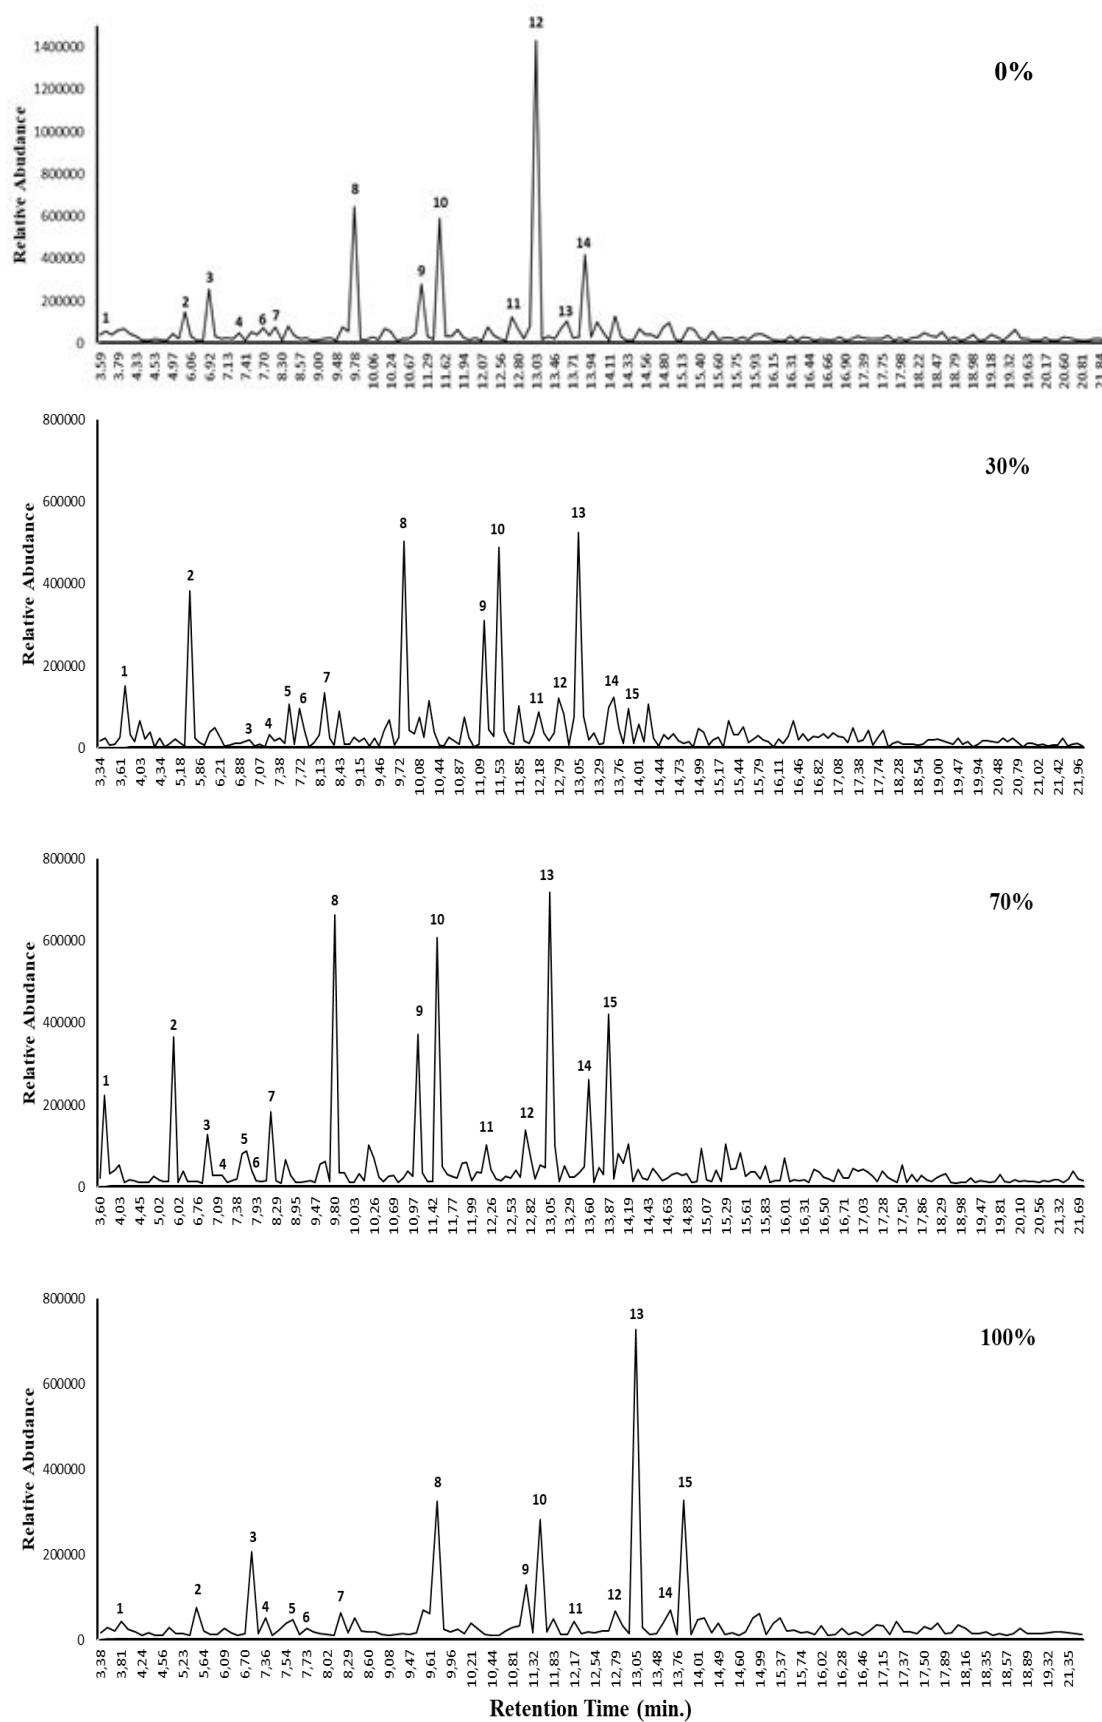 12
1400000
0%
1200000
1000000
800000
8
10
600000
14
400000
9
3
200000
1 2 4 6 7 11 13
0
Relative Abudance
3.59 3.79 4.33 4.53 4.97 6.06 6.92 7.13 7.41 7.70 8.30 8.57 9.00 9.48 9.78 10.06 10.24 10.67 11.29 11.62 11.94 12.07 12.56 12.80 13.03 13.46 13.71 13.94 14.11 14.33 14.56 14.80 15.13 15.40 15.60 15.75 15.93 16.15 16.31 16.44 16.66 16.90 17.39 17.75 17.98 18.22 18.47 18.79 18.98 19.18 19.32 19.63 20.17 20.60 20.81 21.84
800000
30%
600000
8 10 13
400000
2
9
200000
1 3 4 5 6 7 11 12 14 15
0
Relative Abudance
3,34 3,61 4,03 4,34 5,18 5,86 6,21 6,88 7,07 7,38 7,72 8,13 8,43 9,15 9,46 9,72 10,08 10,44 10,87 11,09 11,53 11,85 12,18 12,79 13,05 13,29 13,76 14,01 14,44 14,73 14,99 15,17 15,44 15,79 16,11 16,46 16,82 17,08 17,38 17,74 18,28 18,54 19,00 19,47 19,94 20,48 20,79 21,02 21,42 21,96
800000
70%
13
8
600000
10
400000
2 9 15
1 14
200000
3 4 5 6 7 11 12
0
Relative Abudance
3,60 4,03 4,45 5,02 6,02 6,76 7,09 7,38 7,93 8,29 8,95 9,47 9,80 10,03 10,26 10,69 10,97 11,42 11,77 11,99 12,26 12,53 12,82 13,05 13,29 13,60 13,87 14,19 14,43 14,63 14,83 15,07 15,29 15,61 15,83 16,01 16,31 16,50 16,71 17,03 17,28 17,50 17,86 18,29 18,98 19,47 19,81 20,10 20,56 21,32 21,69
800000
100%
13
600000
400000
8 10 15
200000
3
1 2 4 5 6 7 9 11 12 14
0
Relative Abudance
3,38 3,81 4,24 4,56 5,23 5,64 6,09 6,70 7,36 7,54 7,73 8,02 8,29 8,60 9,08 9,47 9,61 9,96 10,21 10,44 10,81 11,32 11,83 12,17 12,54 12,79 13,05 13,48 13,76 14,01 14,49 14,60 14,99 15,37 15,74 16,02 16,28 16,46 17,15 17,37 17,50 17,89 18,16 18,35 18,57 18,89 19,32 21,35
Retention Time (min.)